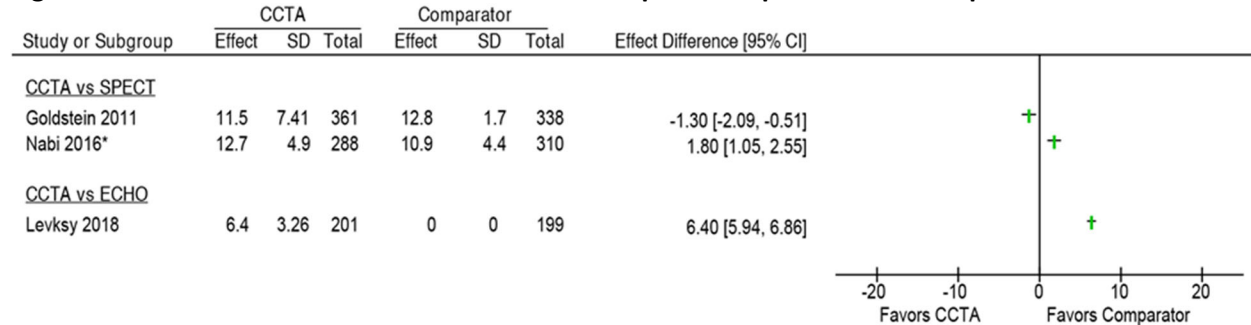 CCTA Comparator
Study or Subgroup Effect SD Total Effect SD Total Effect Difference [95% CI]
CCTA vs SPECT
Goldstein 2011 11.5 7.41 361 12.8 1.7 338 -1.30 [-2.09, -0.51]
Nabi 2016* 12.7 4.9 288 10.9 4.4 310 1.80 [1.05, 2.55]
CCTA vs ECHO
Levksy 2018 6.4 3.26 201 0 0 199 6.40 [5.94, 6.86]
-20 -10 0 10 20
Favors CCTA Favors Comparator